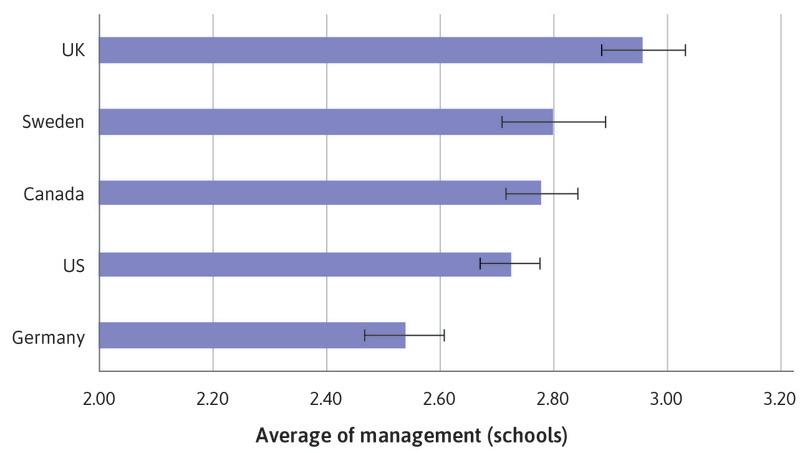 UK
Sweden
Canada
US
Germany
2.00 2.20 2.40 2.60 2.80 3.00 3.20
Average of management (schools)